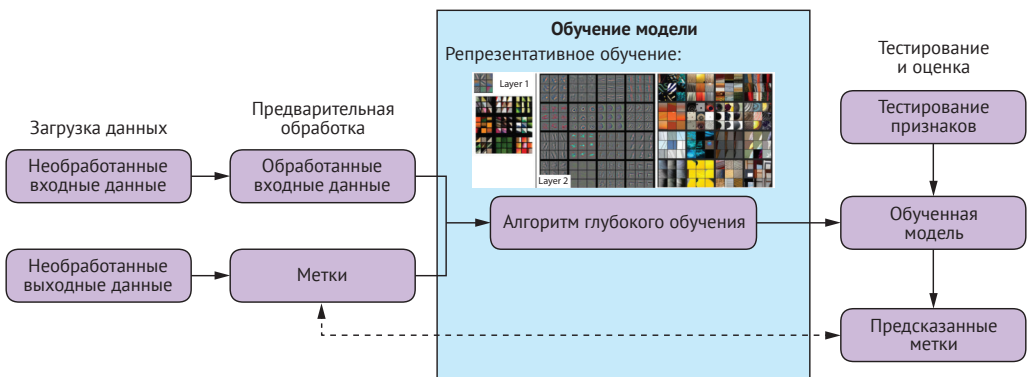 Обучение модели
Репрезентативное обучение:
Layer 1
Layer 2
Алгоритм глубокого обучения
Загрузка данных
Необработанные
входные данные
Необработанные
выходные данные
Предварительная
обработка
Обработанные
входные данные
Метки
Тестирование
и оценка
Тестирование
признаков
Обученная
модель
Предсказанные
метки